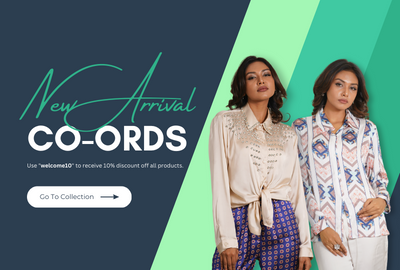 New Arrival
CO-ORDS
Use "welcome10" to receive 10% discount off all products.
Go To Collection